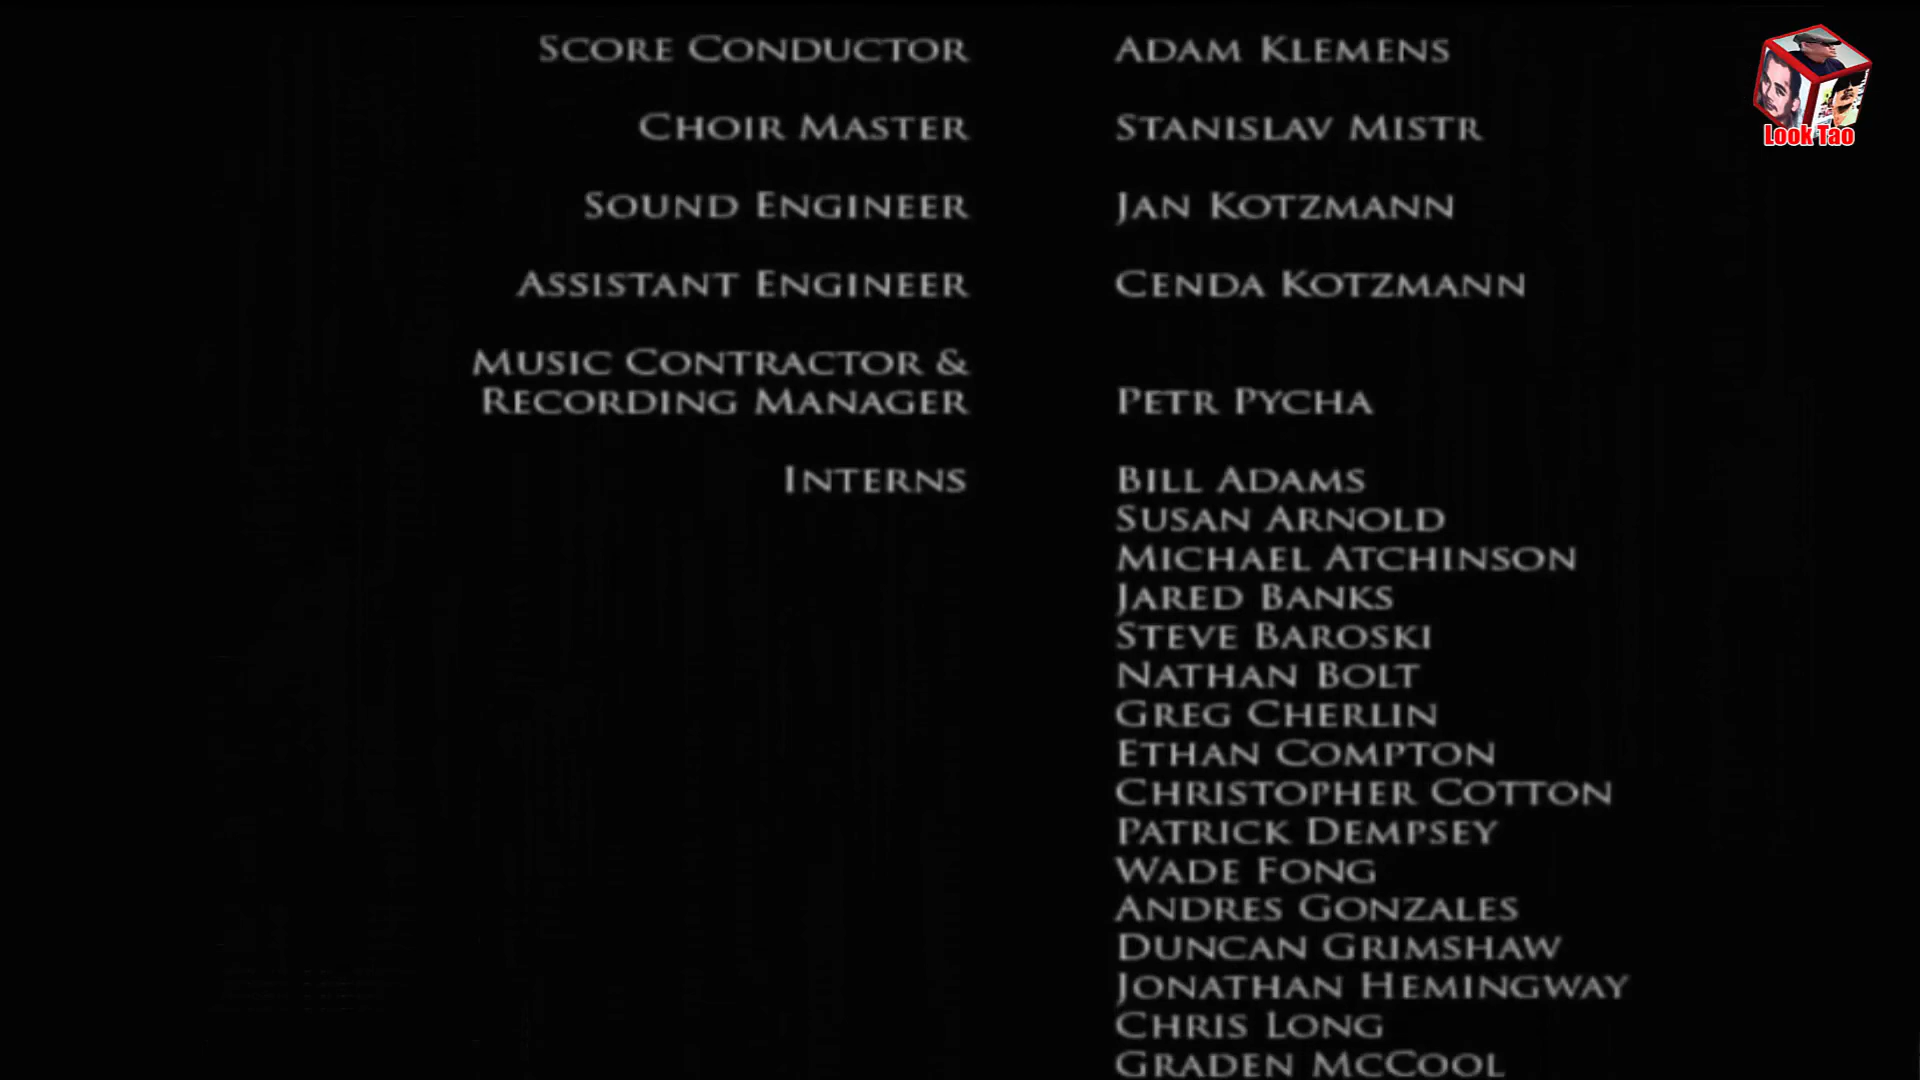 Score Conductor Adam Klemens
Choir Master Stanislav Mistr
Sound Engineer Jan Kotzmann
Assistant Engineer Cenda Kotzmann
Music Contractor &
Recording Manager Petr Pycha
Interns Bill Adams
Susan Arnold
Michael Atchinson
Jared Banks
Steve Baroski
Nathan Bolt
Greg Cherlin
Ethan Compton
Christopher Cotton
Patrick Dempsey
Wade Fong
Andres Gonzales
Duncan Grimshaw
Jonathan Hemingway
Chris Long
Graden McCool
Look Tao